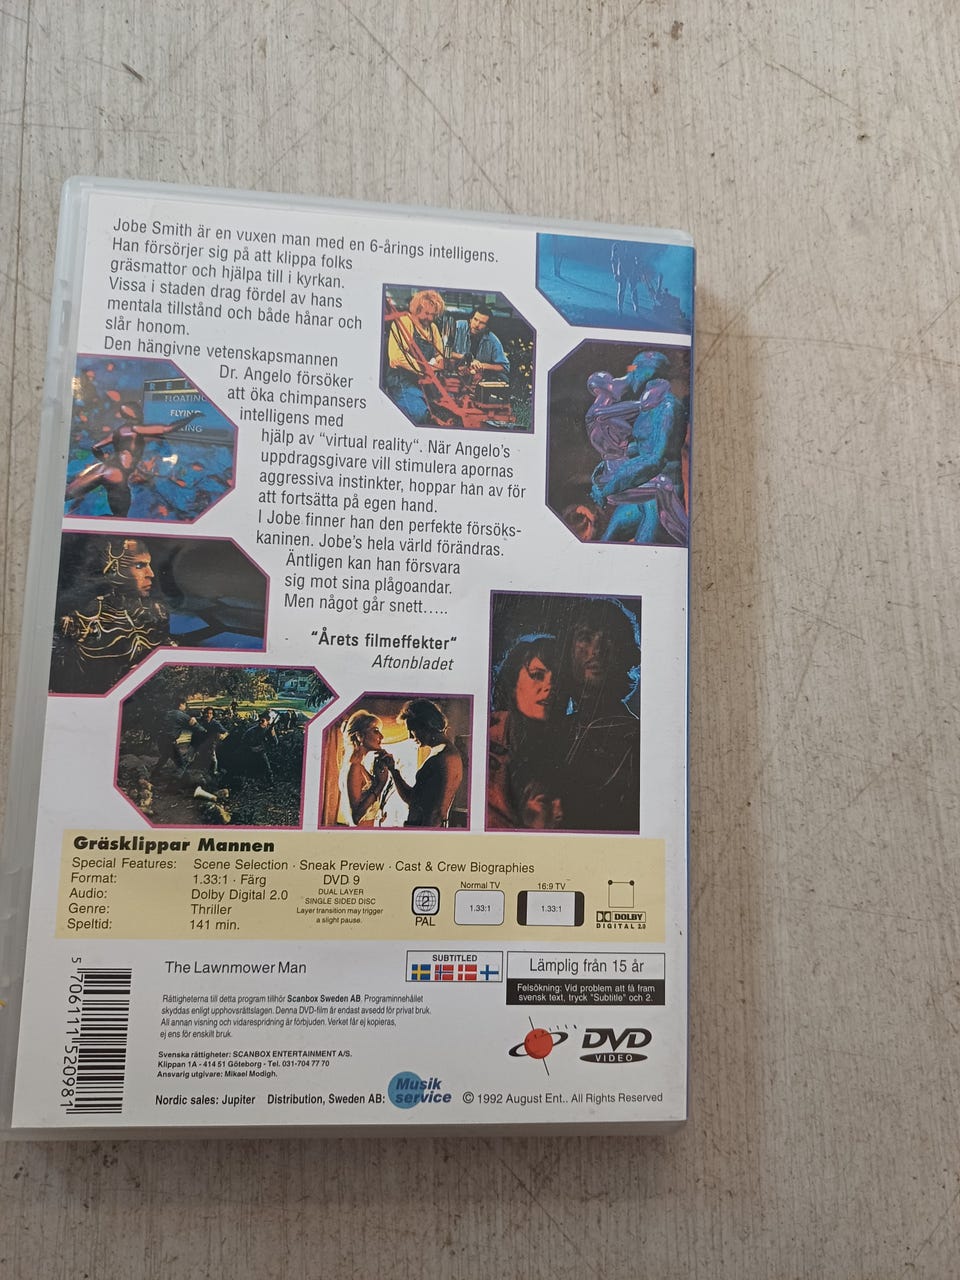 Jobe Smith är en vuxen man med en 6-årings intelligens.
Han försörjer sig på att klippa folks
gräsmattor och hjälpa till i kyrkan.
Vissa i staden drag fördel av hans
mentala tillstånd och både hånar och
slår honom.
Den hängivne vetenskapsmannen
Dr. Angelo försöker
att öka chimpansers
intelligens med
hjälp av “virtual reality“. När Angelo's
uppdragsgivare vill stimulera apornas
aggressiva instinkter, hoppar han av för
att fortsätta på egen hand.
I Jobe finner han den perfekte försöks-
kaninen. Jobe's hela värld förändras.
Äntligen kan han försvara
sig mot sina plågoandar.
Men något går snett.....
FLOATING
FLYING
“Årets filmeffekter“
Aftonbladet
Gräsklippar Mannen
Special Features: Scene Selection · Sneak Preview · Cast & Crew Biographies
Format: 1.33:1 · Färg
Audio: Dolby Digital 2.0
Genre: Thriller
Speltid: 141 min.
DVD 9
DUAL LAYER
SINGLE SIDED DISC
Layer transition may trigger
a slight pause.
2
PAL
Normal TV
1.33:1
16:9 TV
1.33:1
DOLBY
DIGITAL 2.0
5 706111 520981
The Lawnmower Man
SUBTITLED
Lämplig från 15 år
Felsökning: Vid problem att få fram
svensk text, tryck "Subtitle" och 2.
Rättigheterna till detta program tillhör Scanbox Sweden AB. Programinnehållet
skyddas enligt upphovsrättslagen. Denna DVD-film är endast avsedd för privat bruk.
All annan visning och vidarespridning är förbjuden. Verket får ej kopieras,
ej ens för enskilt bruk.
Svenska rättigheter: SCANBOX ENTERTAINMENT A/S.
Klippan 1A - 414 51 Göteborg - Tel. 031-704 77 70
Ansvarig utgivare: Mikael Modigh.
DVD
VIDEO
Nordic sales: Jupiter Distribution, Sweden AB: Musik service © 1992 August Ent.. All Rights Reserved